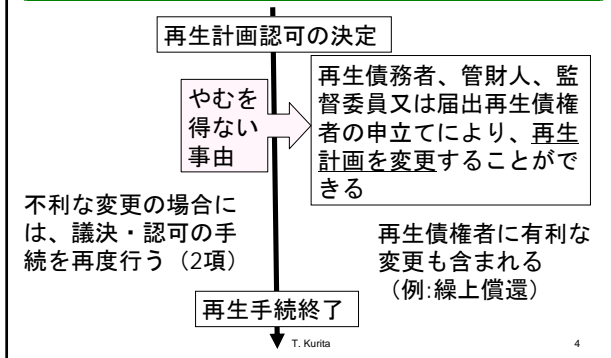 再生計画認可の決定
やむを
得ない
事由
再生債務者、管財人、監
督委員又は届出再生債権
者の申立てにより、再生
計画を変更することがで
きる
不利な変更の場合に
は、議決・認可の手
続を再度行う（2項）
再生債権者に有利な
変更も含まれる
（例:繰上償還）
再生手続終了
T. Kurita
4